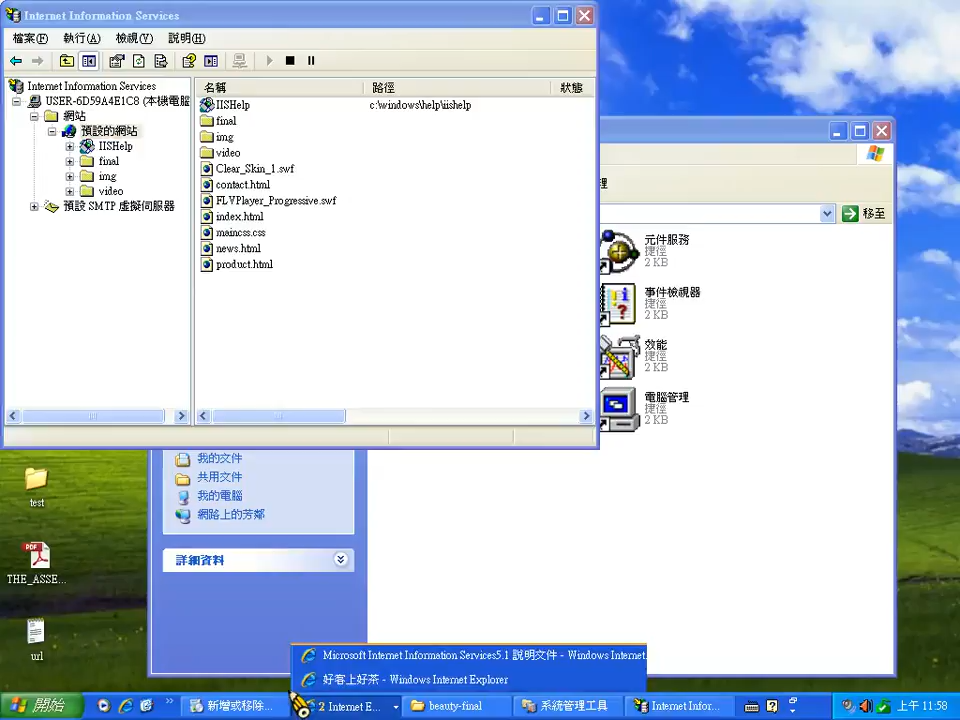 Internet Information Services
檔案(F) 執行(A) 檢視(V) 說明(H)
Internet Information Services
USER-6D59A4E1C8 (本機電腦
網站
預設的網站
IISHelp
final
img
video
預設 SMTP 虛擬伺服器
名稱 路徑 狀態
IISHelp c:\windows\help\iishelp
final
img
video
Clear_Skin_1.swf
contact.html
FLVPlayer_Progressive.swf
index.html
maincss.css
news.html
product.html
理
移至
元件服務
捷徑
2 KB
事件檢視器
捷徑
2 KB
效能
捷徑
2 KB
電腦管理
捷徑
2 KB
我的文件
共用文件
我的電腦
網路上的芳鄰
詳細資料
test
PDF
THE_ASSE...
url
Microsoft Internet Information Services5.1 說明文件 - Windows Internet
好客上好茶 - Windows Internet Explorer
開始
新增或移除...
2 Internet E...
beauty-final
系統管理工具
Internet Infor...
上午 11:58